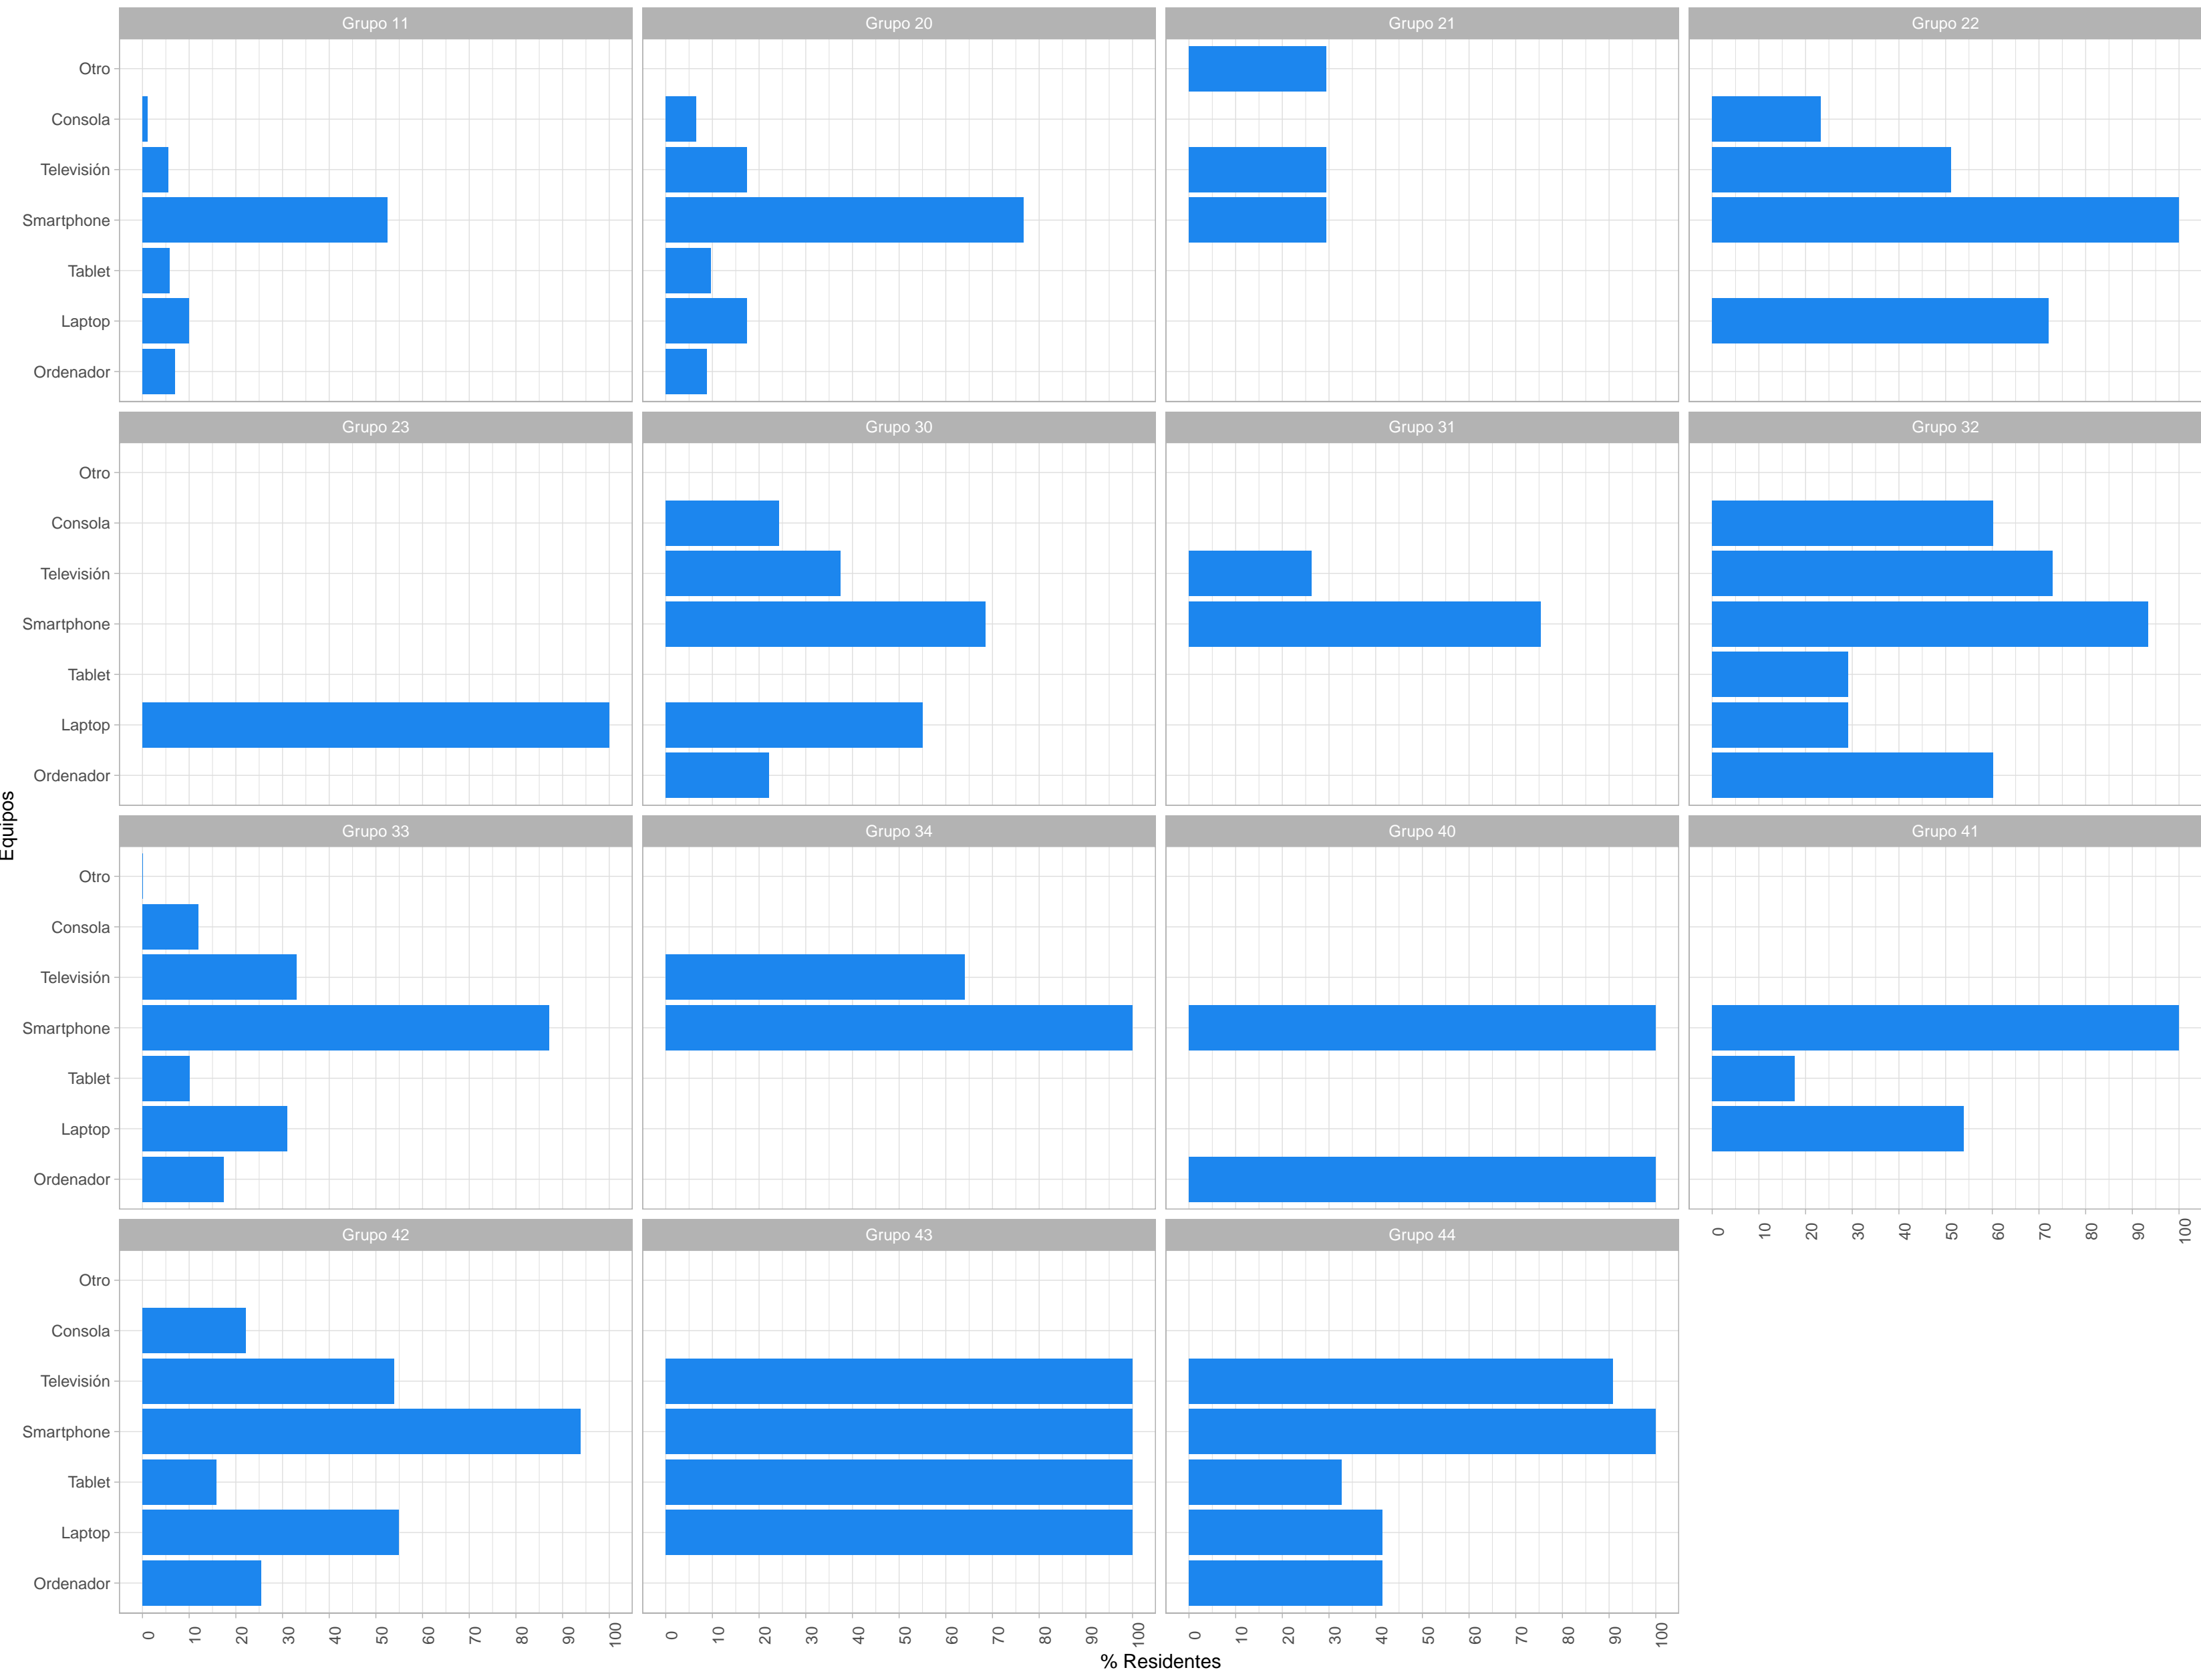 Grupo 11
Grupo 20
Grupo 21
Grupo 22
Otro
Consola
Televisión
Smartphone
Tablet
Laptop
Ordenador
Grupo 23
Grupo 30
Grupo 31
Grupo 32
Otro
Consola
Televisión
Smartphone
Tablet
Laptop
Ordenador
Equipos
Grupo 33
Grupo 34
Grupo 40
Grupo 41
Otro
Consola
Televisión
Smartphone
Tablet
Laptop
Ordenador
0 10 20 30 40 50 60 70 80 90 100
Grupo 42
Grupo 43
Grupo 44
Otro
Consola
Televisión
Smartphone
Tablet
Laptop
Ordenador
0 10 20 30 40 50 60 70 80 90 100
0 10 20 30 40 50 60 70 80 90 100
0 10 20 30 40 50 60 70 80 90 100
% Residentes